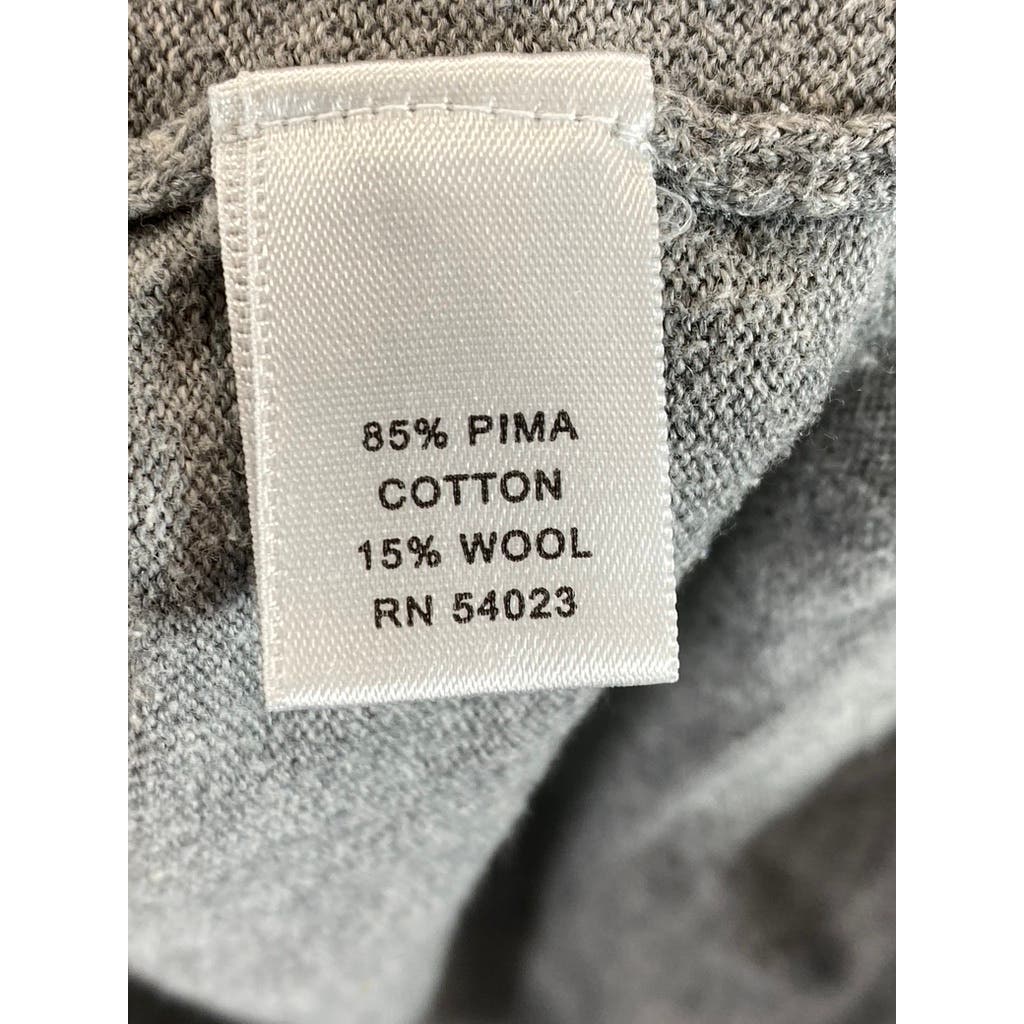 85% PIMA
COTTON
15% WOOL
RN 54023